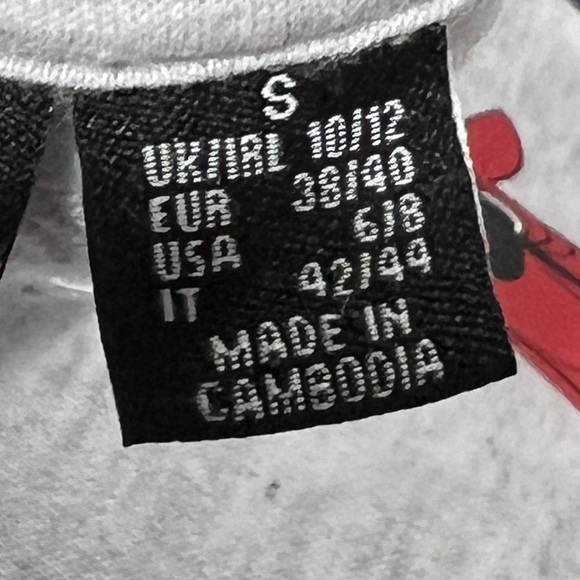 S
UK/IRL 10/12
EUR 38/40
USA 6/8
IT 42/44
MADE IN
CAMBODIA